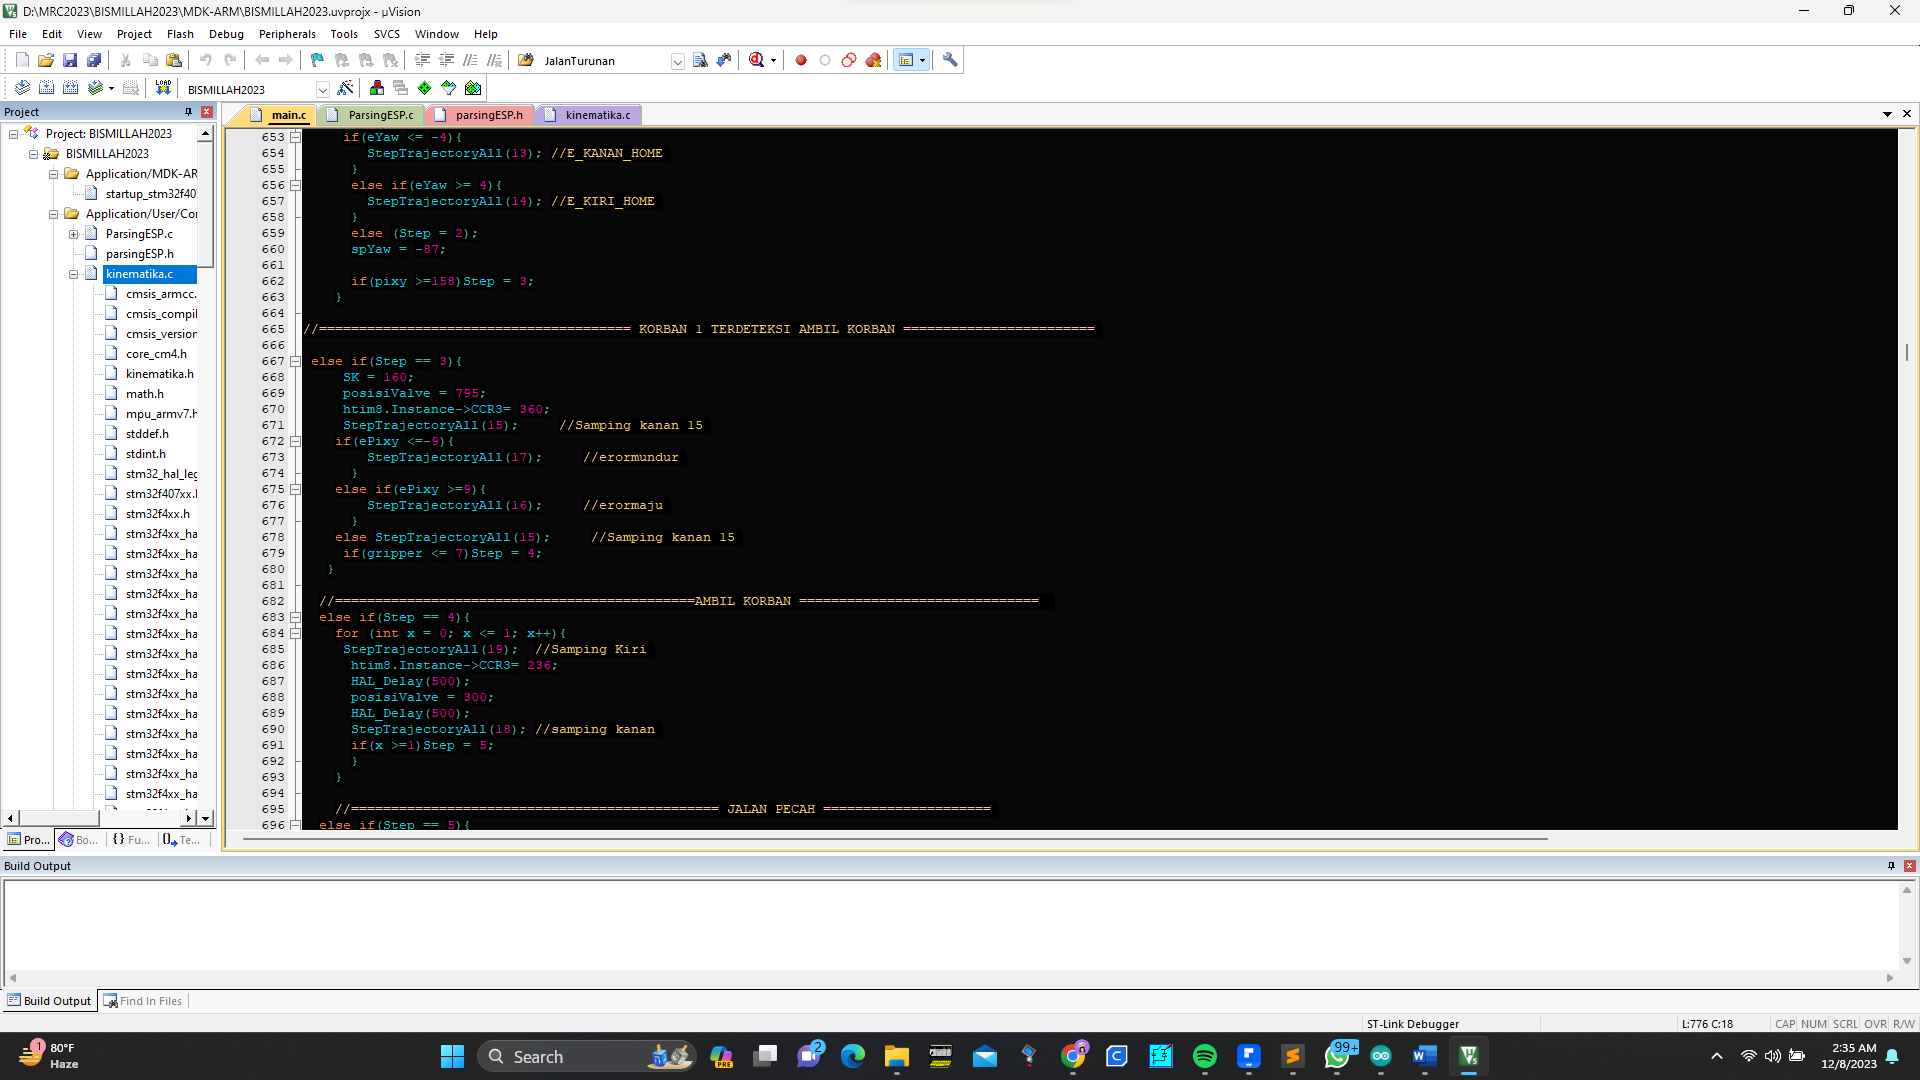 D:\MRC2023\BISMILLAH2023\MDK-ARM\BISMILLAH2023.uvprojx - µVision
File Edit View Project Flash Debug Peripherals Tools SVCS Window Help
JalanTurunan
LOAD
BISMILLAH2023
Project
main.c ParsingESP.c parsingESP.h kinematika.c
Project: BISMILLAH2023
BISMILLAH2023
Application/MDK-AR
startup_stm32f40
Application/User/Cor
ParsingESP.c
parsingESP.h
kinematika.c
cmsis_armcc.
cmsis_compil
cmsis_version
core_cm4.h
kinematika.h
math.h
mpu_armv7.h
stddef.h
stdint.h
stm32_hal_leg
stm32f407xx.h
stm32f4xx.h
stm32f4xx_ha
stm32f4xx_ha
stm32f4xx_ha
stm32f4xx_ha
stm32f4xx_ha
stm32f4xx_ha
stm32f4xx_ha
stm32f4xx_ha
stm32f4xx_ha
stm32f4xx_ha
stm32f4xx_ha
stm32f4xx_ha
stm32f4xx_ha
stm32f4xx_ha
Pro... Bo... {} Fu... Te...
653 if(eYaw <= -4){
654 StepTrajectoryAll(13); //E_KANAN_HOME
655 }
656 else if(eYaw >= 4){
657 StepTrajectoryAll(14); //E_KIRI_HOME
658 }
659 else (Step = 2);
660 spYaw = -87;
661
662 if(pixy >=158)Step = 3;
663 }
664
665 //======================================= KORBAN 1 TERDETEKSI AMBIL KORBAN ========================
666
667 else if(Step == 3){
668 SK = 160;
669 posisiValve = 795;
670 htim8.Instance->CCR3= 360;
671 StepTrajectoryAll(15); //Samping kanan 15
672 if(ePixy <=-9){
673 StepTrajectoryAll(17); //erormundur
674 }
675 else if(ePixy >=9){
676 StepTrajectoryAll(16); //erormaju
677 }
678 else StepTrajectoryAll(15); //Samping kanan 15
679 if(gripper <= 7)Step = 4;
680 }
681
682 //=============================================AMBIL KORBAN ==============================
683 else if(Step == 4){
684 for (int x = 0; x <= 1; x++){
685 StepTrajectoryAll(19); //Samping Kiri
686 htim8.Instance->CCR3= 236;
687 HAL_Delay(500);
688 posisiValve = 300;
689 HAL_Delay(500);
690 StepTrajectoryAll(18); //samping kanan
691 if(x >=1)Step = 5;
692 }
693 }
694
695 //============================================== JALAN PECAH =====================
696 else if(Step == 5){
Build Output
Build Output Find In Files
ST-Link Debugger L:776 C:18 CAP NUM SCRL OVR R/W
1
80°F
Haze
Search
PRE
2
99+
2:35 AM
12/8/2023